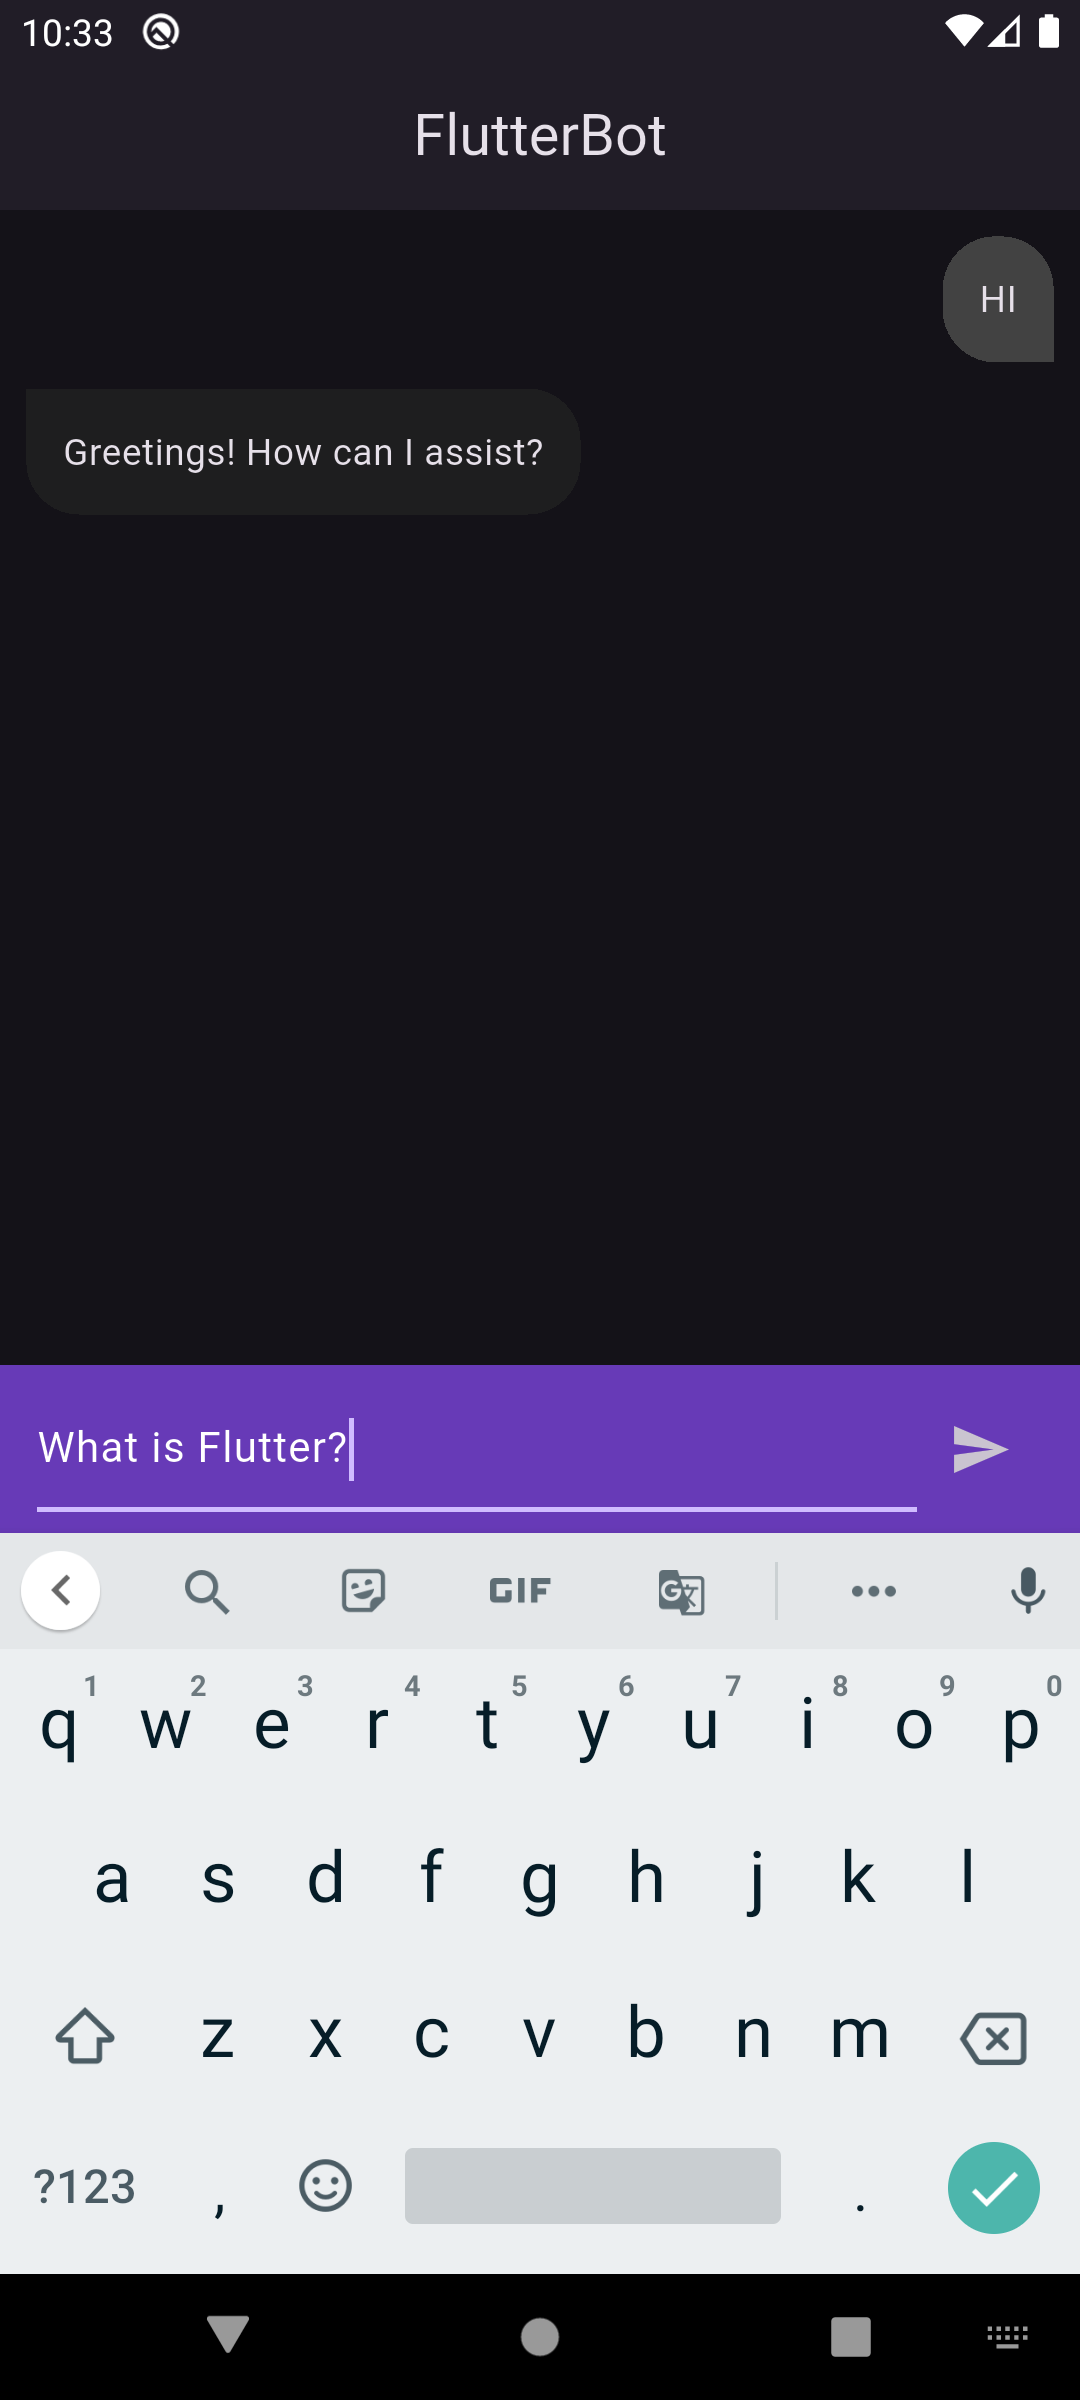 10:33
FlutterBot
HI
Greetings! How can I assist?
What is Flutter?
GIF
G
1 2 3 4 5 6 7 8 9 0
q w e r t y u i o p
a s d f g h j k l
z x c v b n m
?123 , .